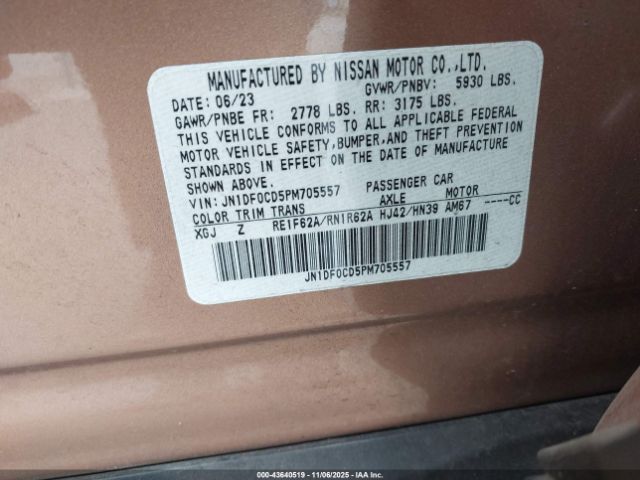 MANUFACTURED BY NISSAN MOTOR CO.,LTD.
DATE: 06/23 GVWR/PNBV: 5930 LBS.
GAWR/PNBE FR: 2778 LBS. RR: 3175 LBS.
THIS VEHICLE CONFORMS TO ALL APPLICABLE FEDERAL
MOTOR VEHICLE SAFETY, BUMPER, AND THEFT PREVENTION
STANDARDS IN EFFECT ON THE DATE OF MANUFACTURE
SHOWN ABOVE.
VIN: JN1DF0CD5PM705557 PASSENGER CAR
COLOR TRIM TRANS AXLE MOTOR
XGJ Z RE1F62A/RN1R62A HJ42/HN39 AM67 ----CC
JN1DF0CD5PM705557
000-43640519 - 11/06/2025 - IAA Inc.